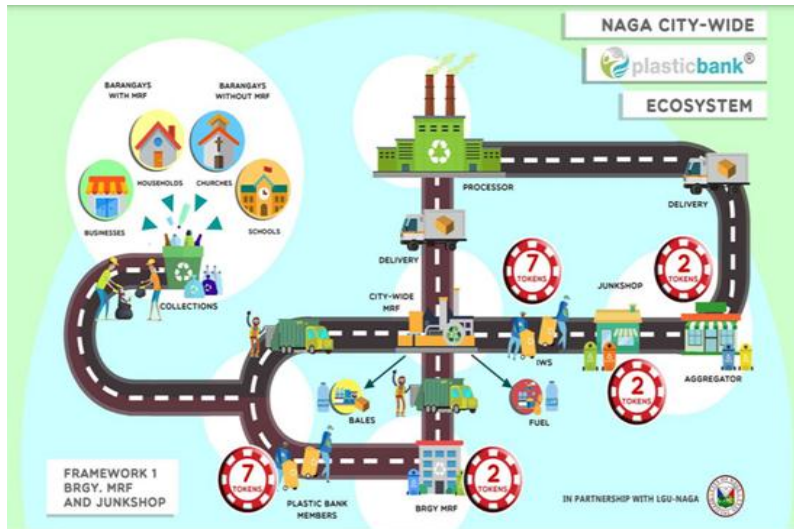 NAGA CITY-WIDE
plasticbank®
ECOSYSTEM
BARANGAYS
WITH MRF
BARANGAYS
WITHOUT MRF
HOUSEHOLDS
CHURCHES
BUSINESSES
SCHOOLS
COLLECTIONS
PROCESSOR
DELIVERY
DELIVERY
CITY-WIDE
MRF
7
TOKENS
2
TOKENS
JUNKSHOP
IWS
AGGREGATOR
2
TOKENS
BALES
FUEL
7
TOKENS
PLASTIC BANK
MEMBERS
BRGY MRF
2
TOKENS
FRAMEWORK 1
BRGY. MRF
AND JUNKSHOP
IN PARTNERSHIP WITH LGU-NAGA